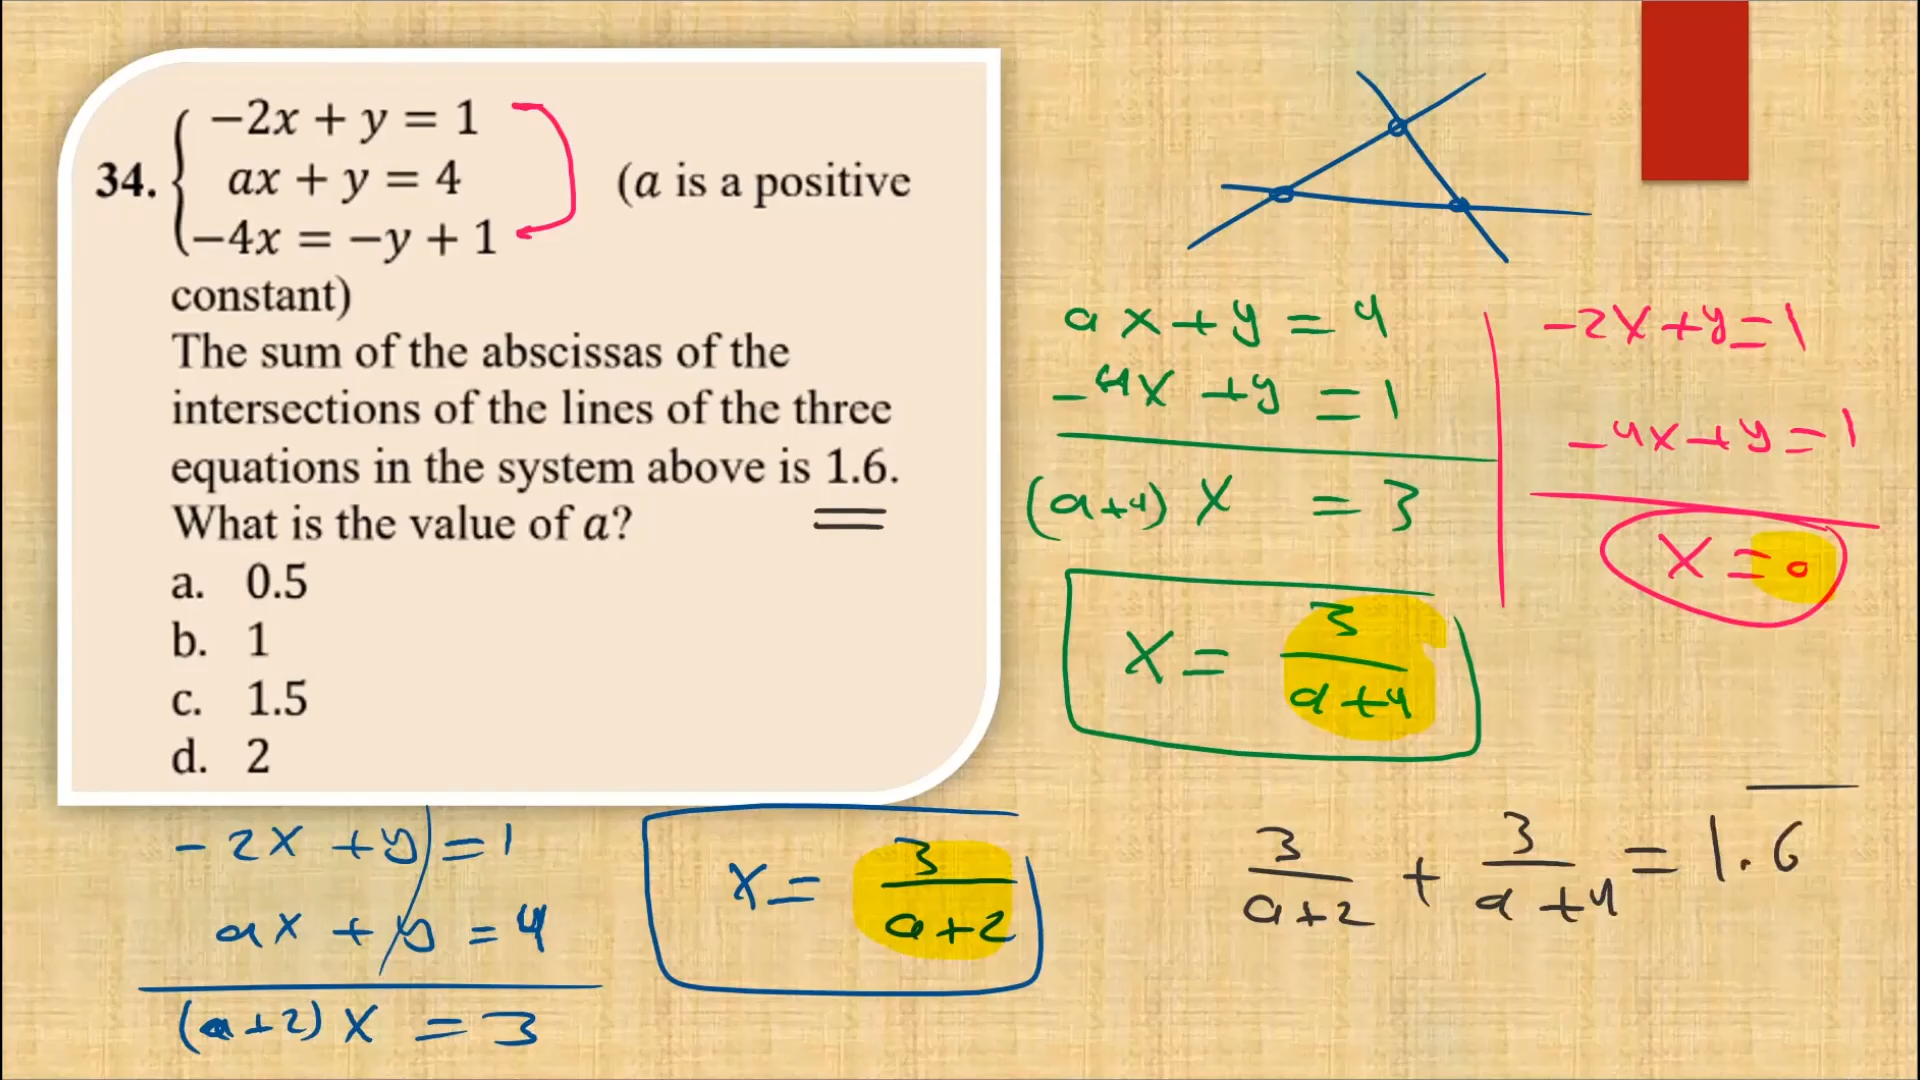 34. { −2x + y = 1
ax + y = 4 (a is a positive
−4x = −y + 1
constant)
The sum of the abscissas of the
intersections of the lines of the three
equations in the system above is 1.6.
What is the value of a?
a. 0.5
b. 1
c. 1.5
d. 2
ax + y = 4
-4x + y = 1
(a+4) x = 3
x = 3/(a+4)
-2x + y = 1
-4x + y = 1
x = 0
-2x + y = 1
ax + y = 4
(a+2) x = 3
x = 3/(a+2)
3/(a+2) + 3/(a+4) = 1.6